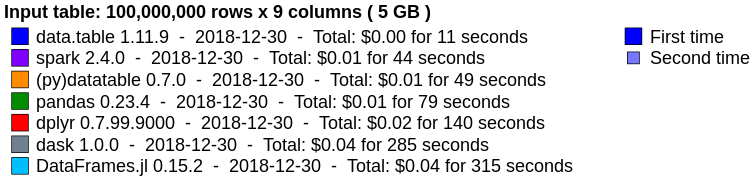 Input table: 100,000,000 rows x 9 columns ( 5 GB )
data.table 1.11.9 - 2018-12-30 - Total: $0.00 for 11 seconds
spark 2.4.0 - 2018-12-30 - Total: $0.01 for 44 seconds
(py)datatable 0.7.0 - 2018-12-30 - Total: $0.01 for 49 seconds
pandas 0.23.4 - 2018-12-30 - Total: $0.01 for 79 seconds
dplyr 0.7.99.9000 - 2018-12-30 - Total: $0.02 for 140 seconds
dask 1.0.0 - 2018-12-30 - Total: $0.04 for 285 seconds
DataFrames.jl 0.15.2 - 2018-12-30 - Total: $0.04 for 315 seconds
First time
Second time